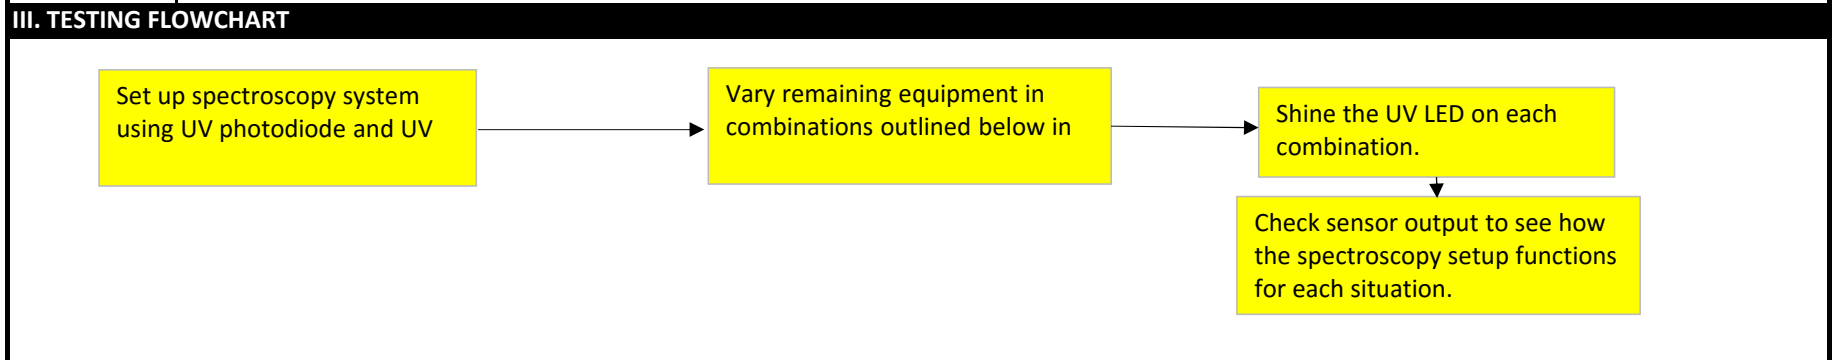 III. TESTING FLOWCHART
Set up spectroscopy system
using UV photodiode and UV
Vary remaining equipment in
combinations outlined below in
Shine the UV LED on each
combination.
Check sensor output to see how
the spectroscopy setup functions
for each situation.